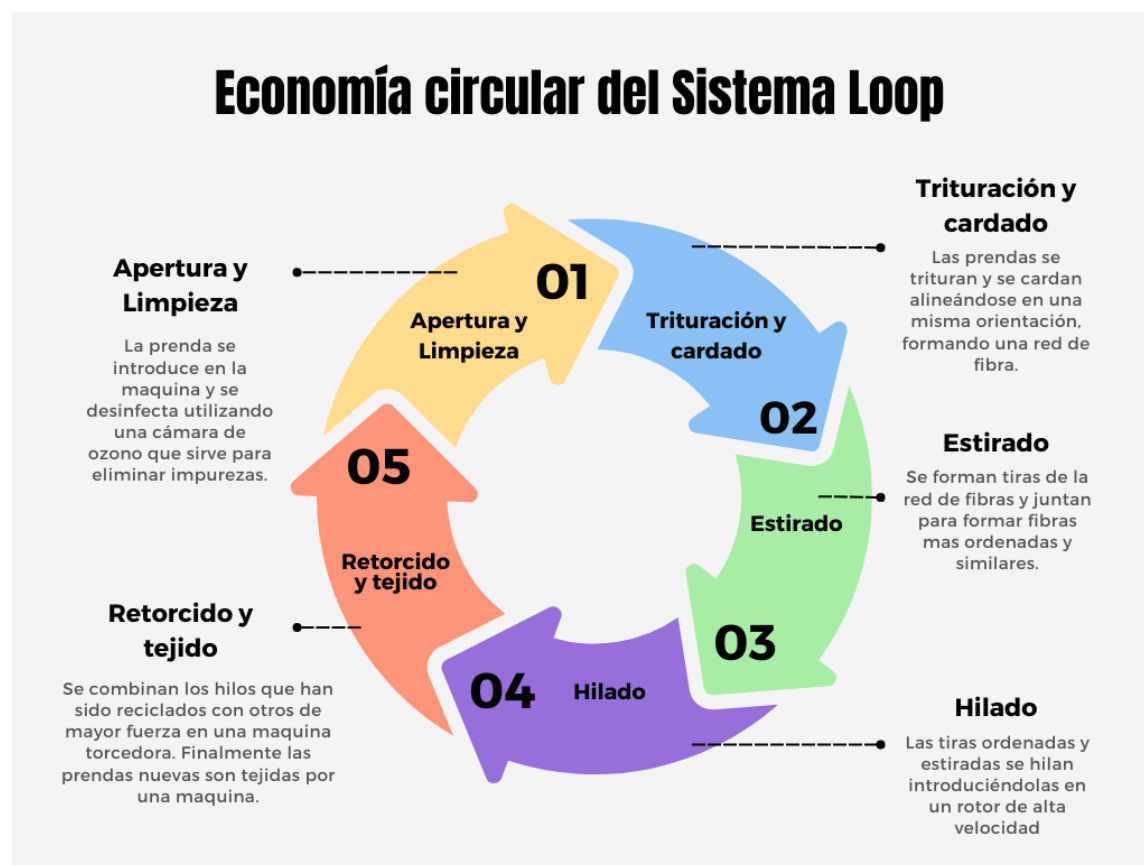 Economía circular del Sistema Loop
Apertura y
Limpieza
La prenda se
introduce en la
maquina y se
desinfecta utilizando
una cámara de
ozono que sirve para
eliminar impurezas.
01
Apertura y
Limpieza
Trituración y
cardado
02
Trituración y
cardado
Las prendas se
trituran y se cardan
alineándose en una
misma orientación,
formando una red de
fibra.
Estirado
03
Estirado
Se forman tiras de la
red de fibras y juntan
para formar fibras
mas ordenadas y
similares.
04
Hilado
Hilado
Las tiras ordenadas y
estiradas se hilan
introduciéndolas en
un rotor de alta
velocidad
05
Retorcido
y tejido
Retorcido y
tejido
Se combinan los hilos que han
sido reciclados con otros de
mayor fuerza en una maquina
torcedora. Finalmente las
prendas nuevas son tejidas por
una maquina.